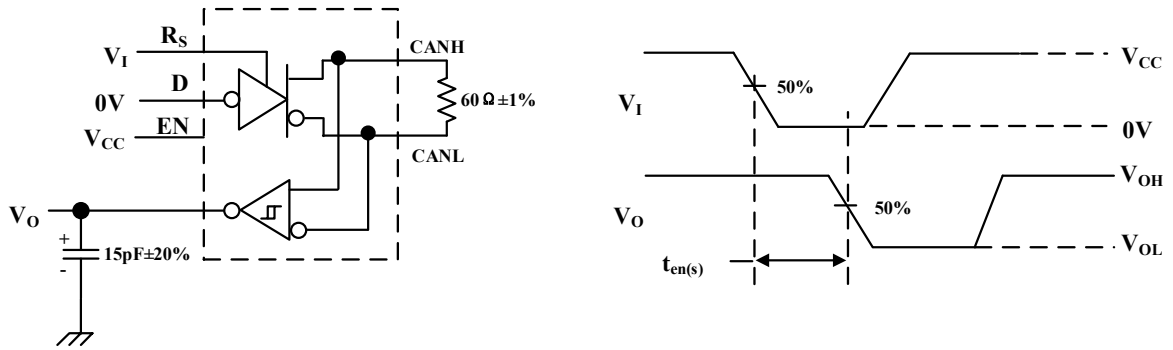 R_S
V_I
CANH
D
0V
60Ω±1%
EN
V_CC
CANL
V_O
+
15pF±20%
-
V_I
50%
V_CC
0V
V_O
50%
V_OH
V_OL
t_en(s)